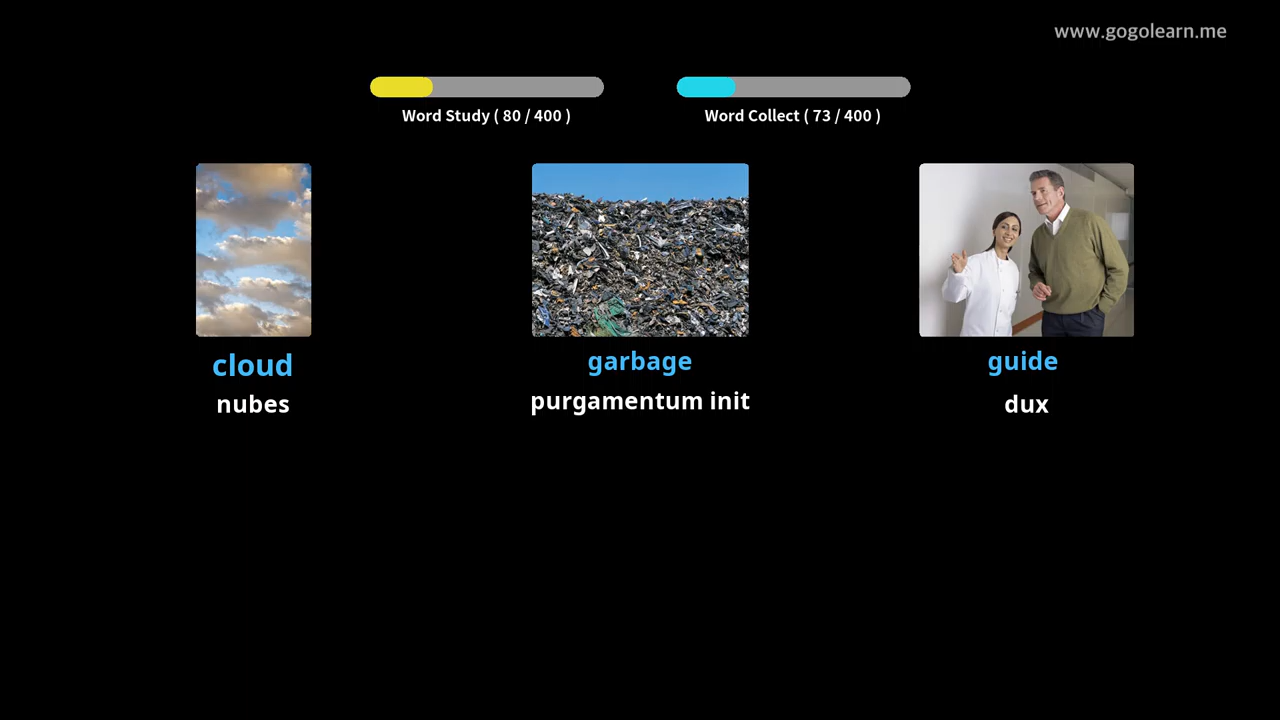 www.gogolearn.me
Word Study ( 80 / 400 )
Word Collect ( 73 / 400 )
cloud
garbage
guide
nubes
purgamentum init
dux